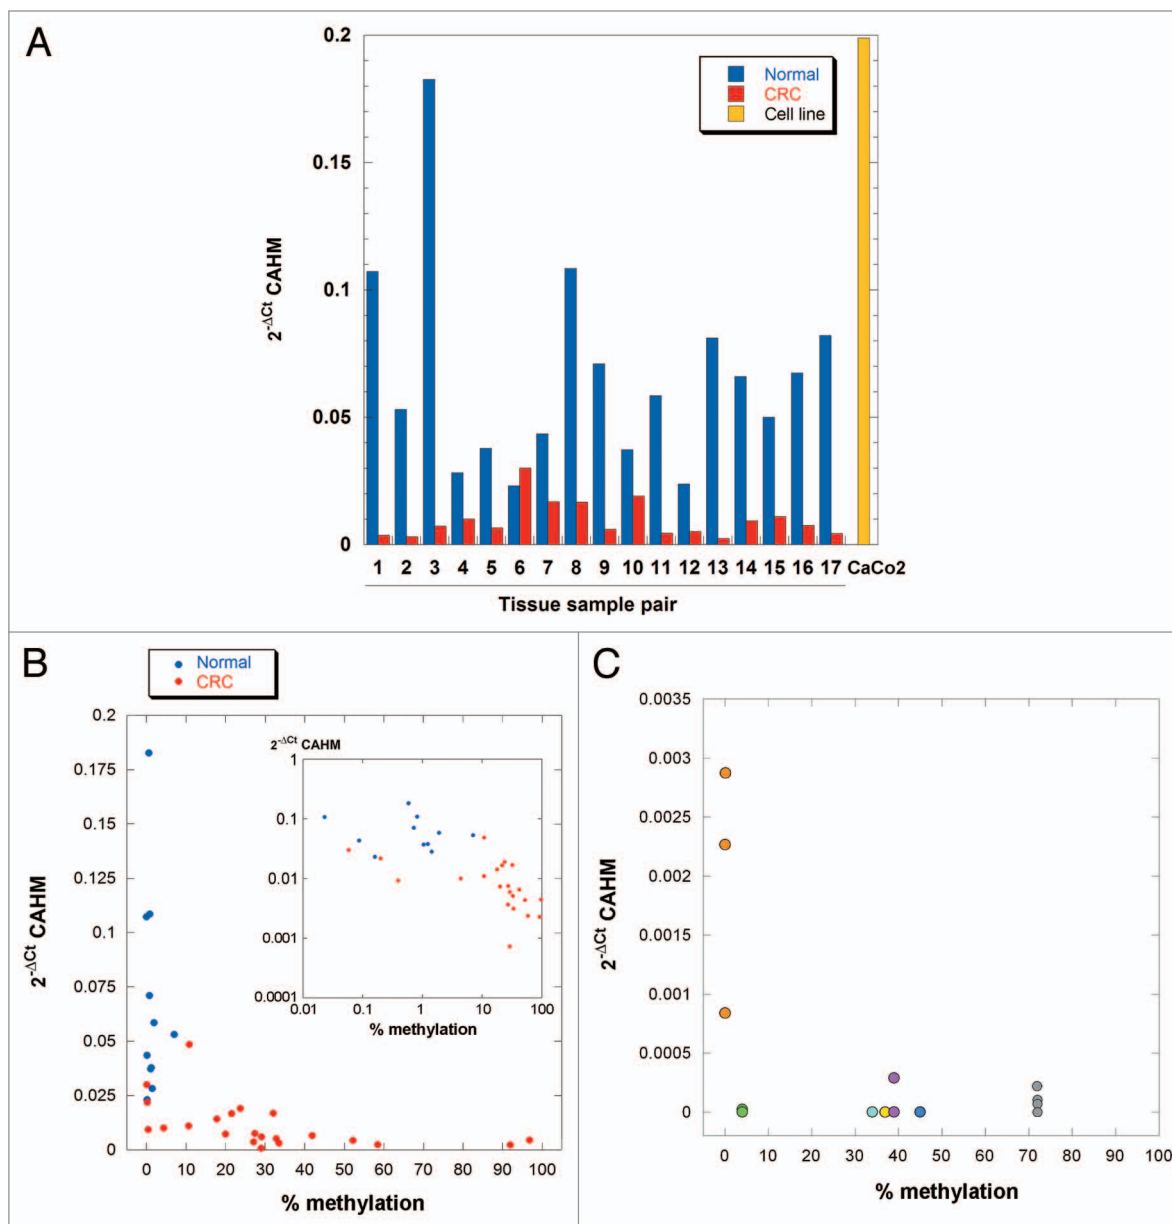 A
0.2
Normal
CRC
Cell line
0.15
0.1
2^-ΔCt CAHM
0.05
0
1 2 3 4 5 6 7 8 9 10 11 12 13 14 15 16 17 CaCo2
Tissue sample pair
B
Normal
CRC
0.2
0.175
0.15
0.125
0.1
0.075
0.05
0.025
0
2^-ΔCt CAHM
0 10 20 30 40 50 60 70 80 90 100
% methylation
2^-ΔCt CAHM
1
0.1
0.01
0.001
0.0001
0.01 0.1 1 10 100
% methylation
C
0.0035
0.003
0.0025
0.002
0.0015
0.001
0.0005
0
2^-ΔCt CAHM
0 10 20 30 40 50 60 70 80 90 100
% methylation